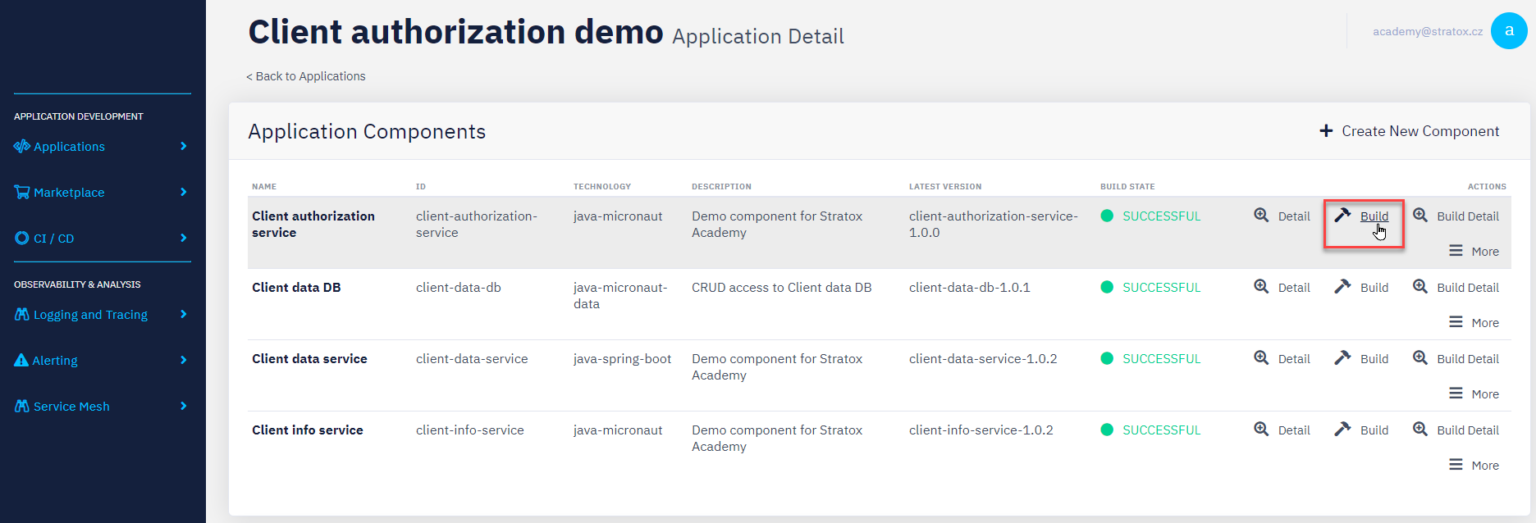 Client authorization demo Application Detail
academy@stratox.cz a
< Back to Applications
APPLICATION DEVELOPMENT
Applications
Marketplace
CI / CD
OBSERVABILITY & ANALYSIS
Logging and Tracing
Alerting
Service Mesh
Application Components
Create New Component
NAME ID TECHNOLOGY DESCRIPTION LATEST VERSION BUILD STATE ACTIONS
Client authorization client-authorization- java-micronaut Demo component for Stratox client-authorization-service- SUCCESSFUL Detail Build Build Detail
service service Academy 1.0.0
More
Client data DB client-data-db java-micronaut- CRUD access to Client data DB client-data-db-1.0.1 SUCCESSFUL Detail Build Build Detail
data
More
Client data service client-data-service java-spring-boot Demo component for Stratox client-data-service-1.0.2 SUCCESSFUL Detail Build Build Detail
Academy
More
Client info service client-info-service java-micronaut Demo component for Stratox client-info-service-1.0.2 SUCCESSFUL Detail Build Build Detail
Academy
More